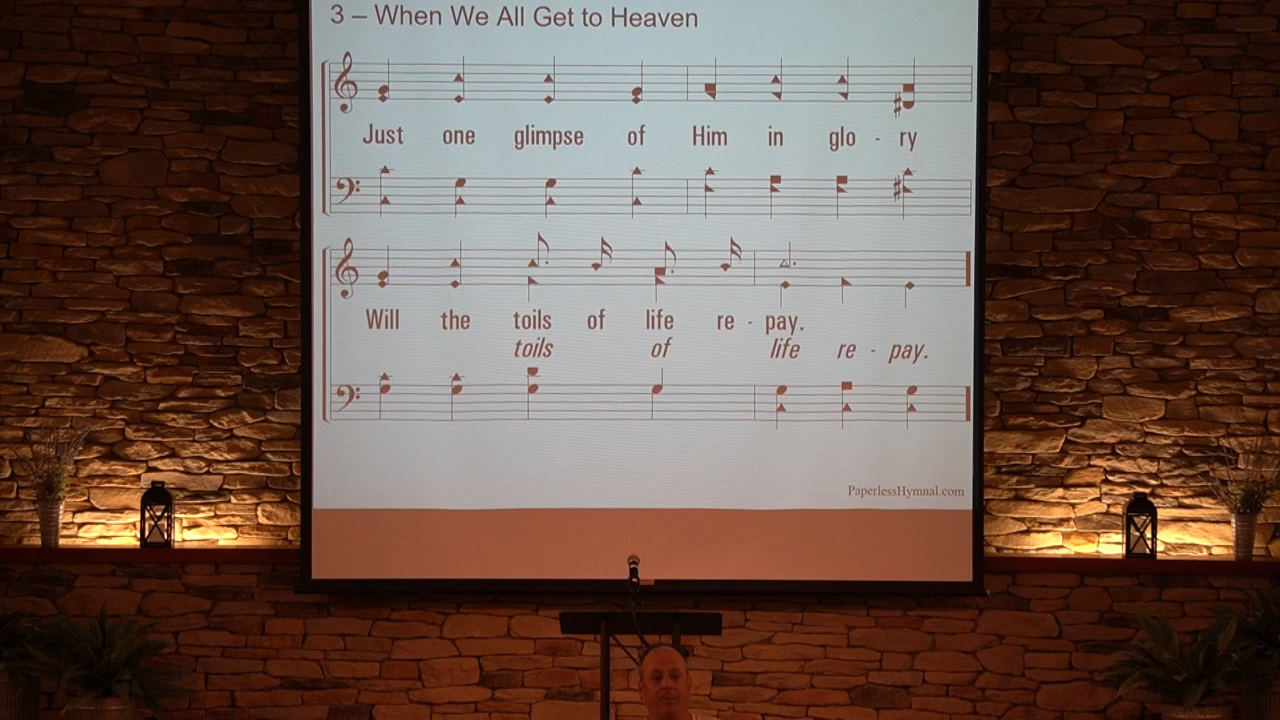 3 – When We All Get to Heaven
Just one glimpse of Him in glo - ry
Will the toils of life re - pay.
toils of life re - pay.
PaperlessHymnal.com